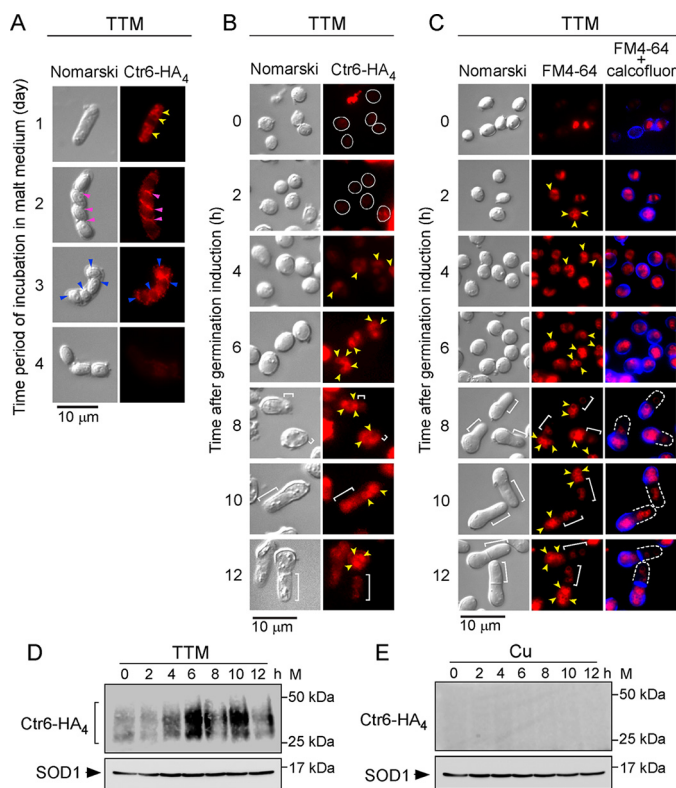 A
TTM
Nomarski Ctr6-HA4
Time period of incubation in malt medium (day)
1
2
3
4
10 µm
B
TTM
Nomarski Ctr6-HA4
Time after germination induction (h)
0
2
4
6
8
10
12
10 µm
C
TTM
Nomarski FM4-64 FM4-64
+
calcofluor
Time after germination induction (h)
0
2
4
6
8
10
12
10 µm
D
TTM
0 2 4 6 8 10 12 h M
Ctr6-HA4
50 kDa
25 kDa
SOD1
17 kDa
E
Cu
0 2 4 6 8 10 12 h M
Ctr6-HA4
50 kDa
25 kDa
SOD1
17 kDa